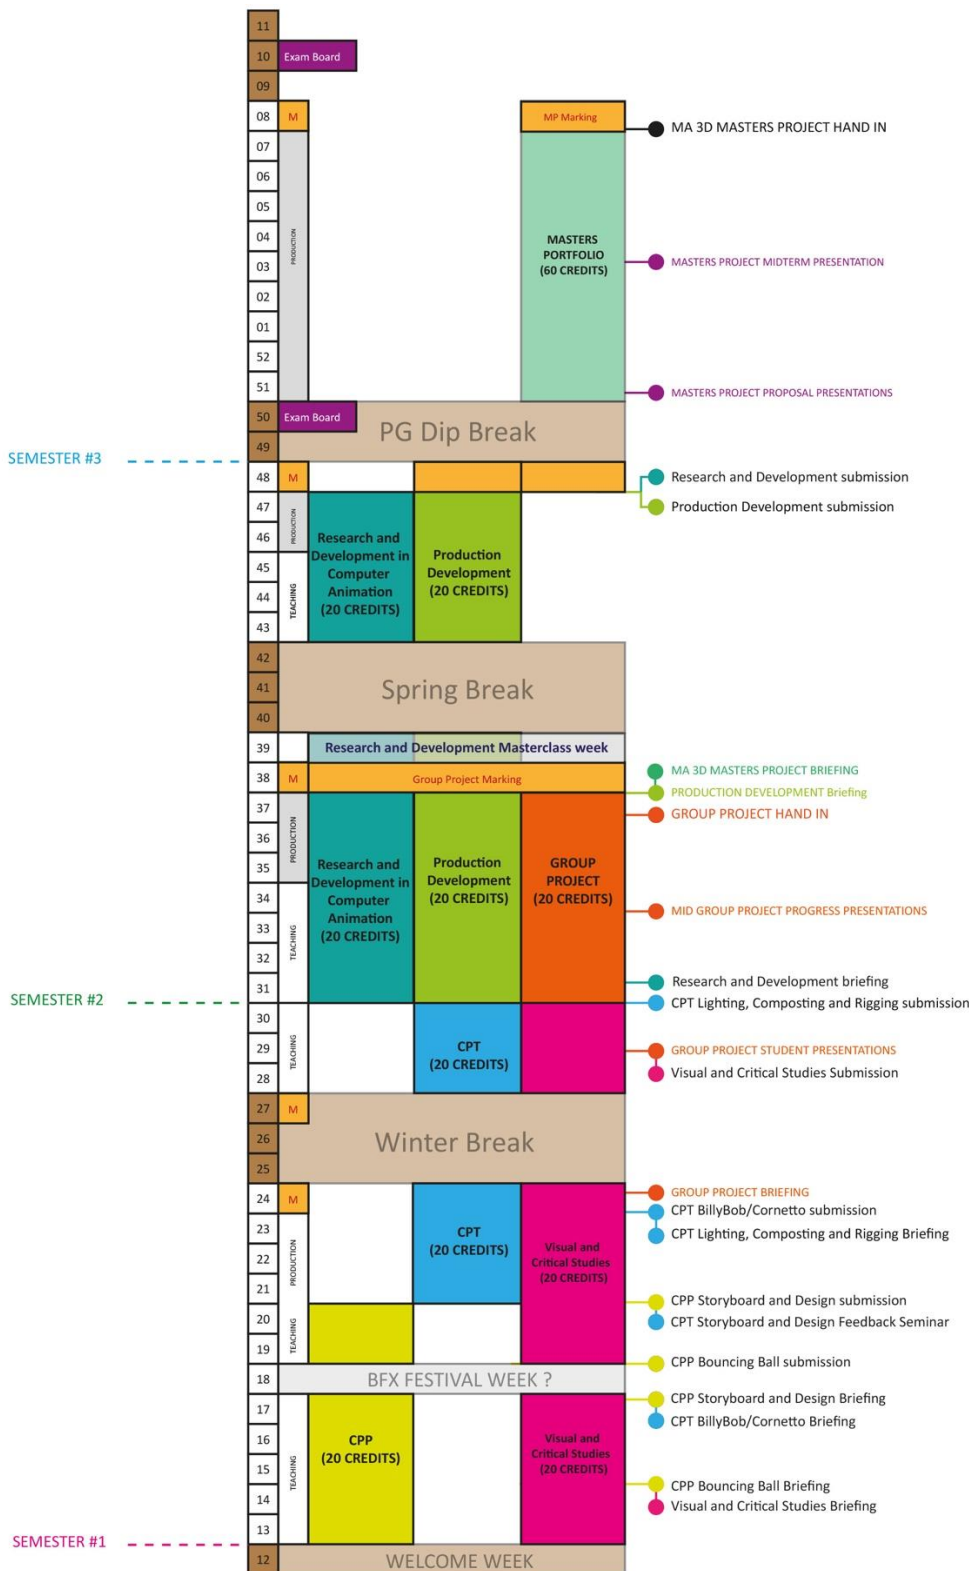 11
10
Exam Board
09
08
M
MP Marking
MA 3D MASTERS PROJECT HAND IN
07
06
05
04
PRODUCTION
MASTERS
PORTFOLIO
(60 CREDITS)
03
MASTERS PROJECT MIDTERM PRESENTATION
02
01
52
51
MASTERS PROJECT PROPOSAL PRESENTATIONS
50
Exam Board
PG Dip Break
49
SEMESTER #3
48
M
Research and Development submission
Production Development submission
47
46
PRODUCTION
Research and
Development in
Computer
Animation
(20 CREDITS)
Production
Development
(20 CREDITS)
45
44
TEACHING
43
42
41
Spring Break
40
39
Research and Development Masterclass week
38
M
Group Project Marking
MA 3D MASTERS PROJECT BRIEFING
PRODUCTION DEVELOPMENT Briefing
37
GROUP PROJECT HAND IN
36
PRODUCTION
35
Research and
Development in
Computer
Animation
(20 CREDITS)
Production
Development
(20 CREDITS)
GROUP
PROJECT
(20 CREDITS)
34
MID GROUP PROJECT PROGRESS PRESENTATIONS
33
TEACHING
32
31
Research and Development briefing
SEMESTER #2
CPT Lighting, Composting and Rigging submission
30
29
TEACHING
CPT
(20 CREDITS)
GROUP PROJECT STUDENT PRESENTATIONS
28
Visual and Critical Studies Submission
27
M
26
Winter Break
25
24
M
GROUP PROJECT BRIEFING
CPT BillyBob/Cornetto submission
23
CPT
(20 CREDITS)
CPT Lighting, Composting and Rigging Briefing
22
PRODUCTION
Visual and
Critical Studies
(20 CREDITS)
21
CPP Storyboard and Design submission
20
CPT Storyboard and Design Feedback Seminar
19
TEACHING
CPP Bouncing Ball submission
18
BFX FESTIVAL WEEK ?
17
CPP Storyboard and Design Briefing
CPT BillyBob/Cornetto Briefing
16
CPP
(20 CREDITS)
Visual and
Critical Studies
(20 CREDITS)
15
TEACHING
CPP Bouncing Ball Briefing
14
Visual and Critical Studies Briefing
13
SEMESTER #1
12
WELCOME WEEK